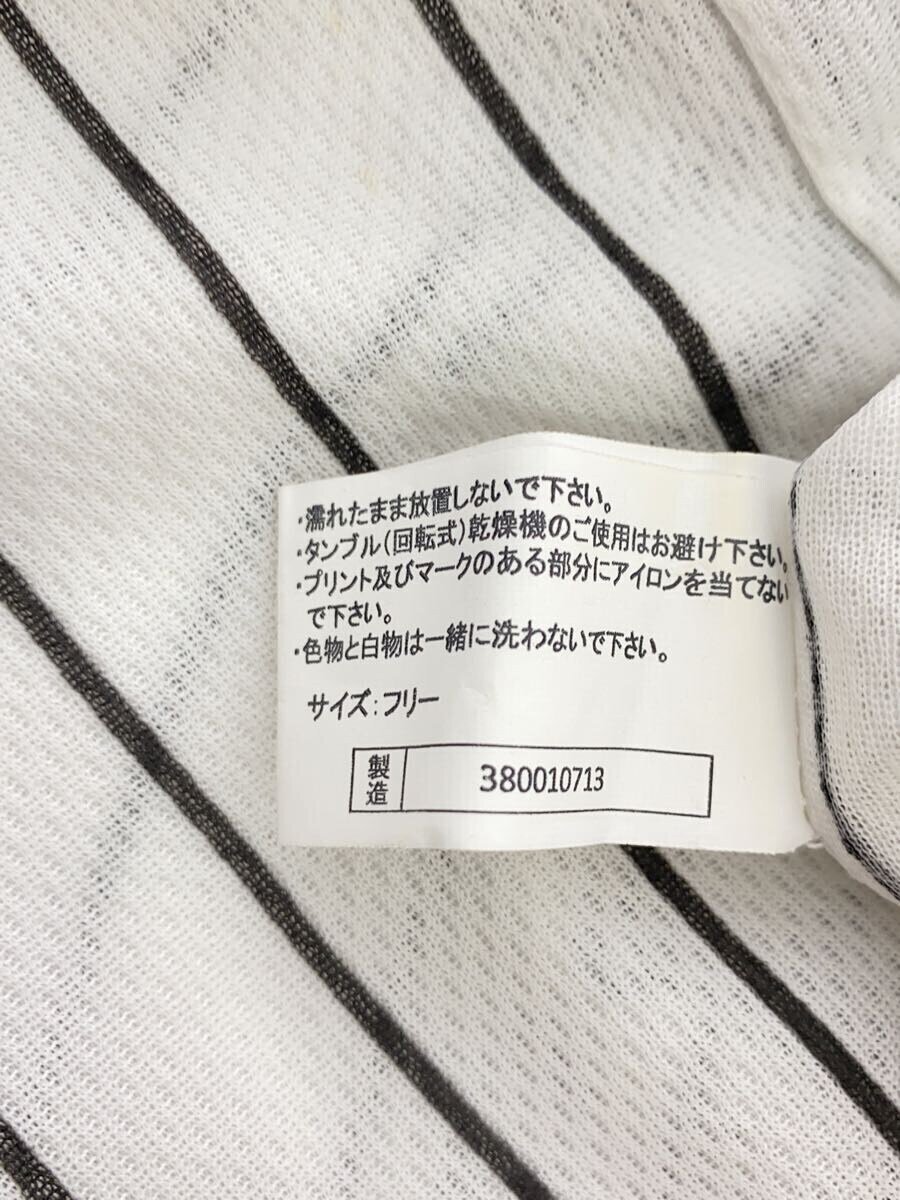 ・濡れたまま放置しないで下さい。
・タンブル(回転式)乾燥機のご使用はお避け下さい。
・プリント及びマークのある部分にアイロンを当てない
で下さい。
・色物と白物は一緒に洗わないで下さい。
サイズ:フリー
製造 380010713